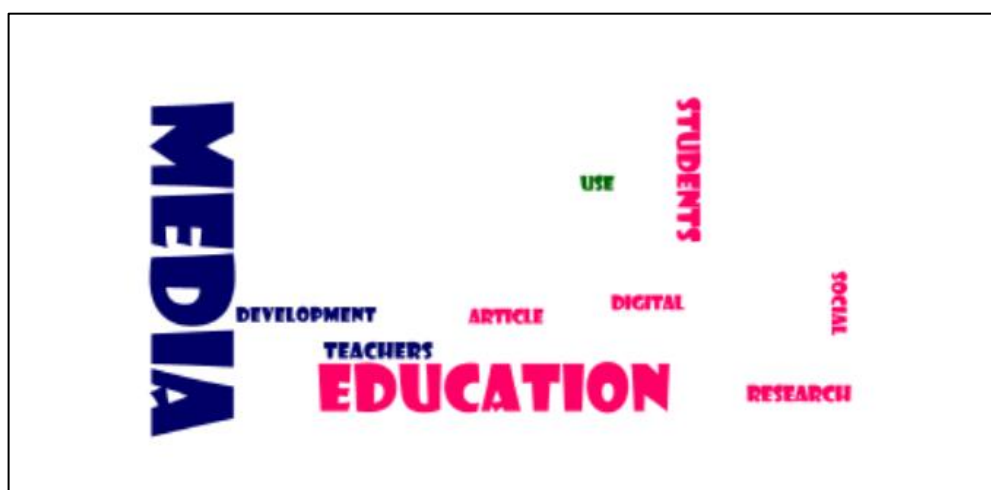 MEDIA
STUDENTS
USE
SOCIAL
DIGITAL
DEVELOPMENT
ARTICLE
TEACHERS
EDUCATION
RESEARCH